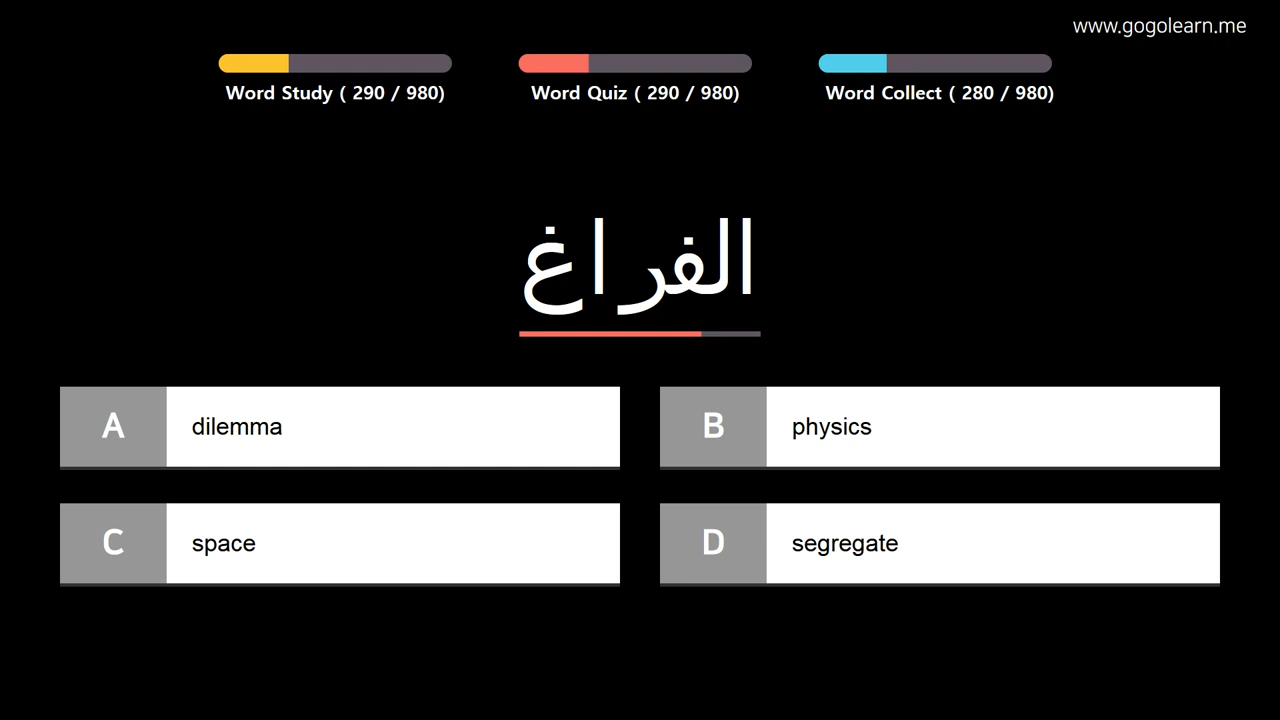 www.gogolearn.me
Word Study ( 290 / 980)
Word Quiz ( 290 / 980)
Word Collect ( 280 / 980)
الفراغ
A dilemma
B physics
C space
D segregate